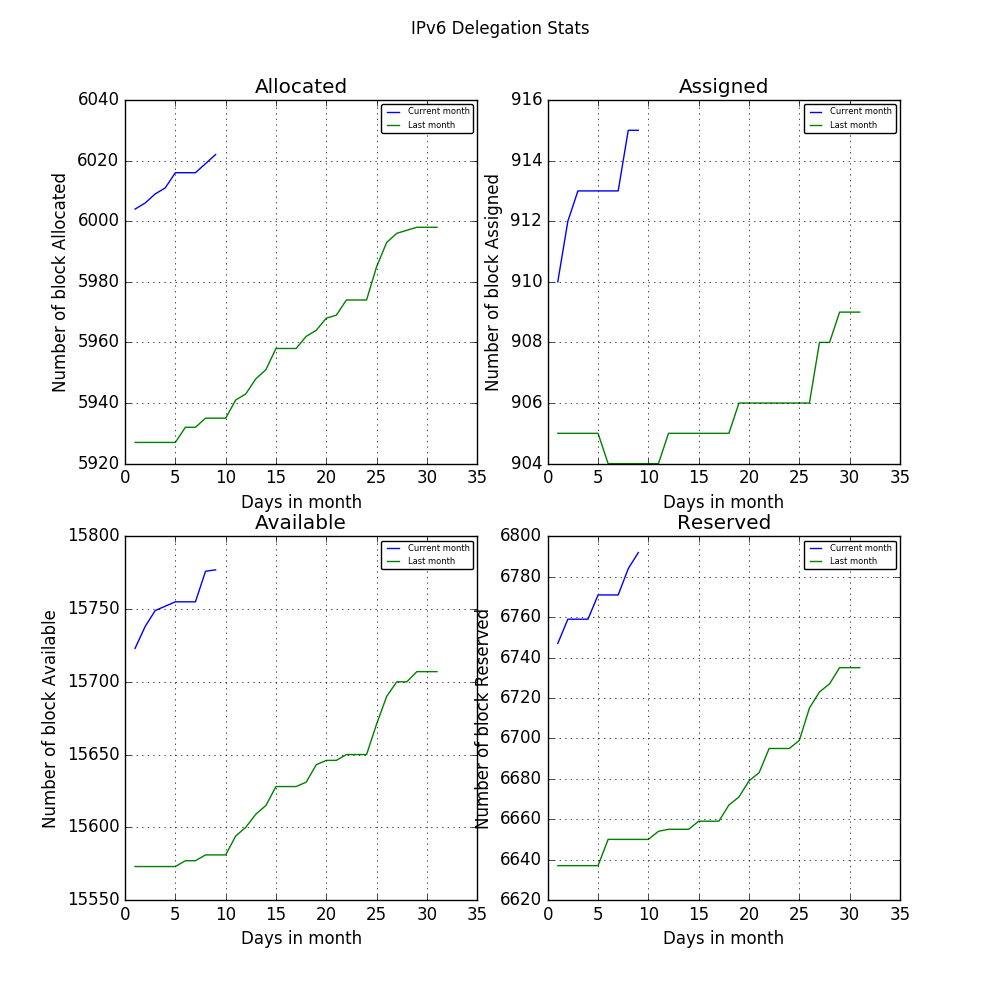 IPv6 Delegation Stats
Allocated
Number of block Allocated
6040
6020
6000
5980
5960
5940
5920
0 5 10 15 20 25 30 35
Days in month
Current month
Last month
Assigned
Number of block Assigned
916
914
912
910
908
906
904
0 5 10 15 20 25 30 35
Days in month
Current month
Last month
Available
Number of block Available
15800
15750
15700
15650
15600
15550
0 5 10 15 20 25 30 35
Days in month
Current month
Last month
Reserved
Number of block Reserved
6800
6780
6760
6740
6720
6700
6680
6660
6640
6620
0 5 10 15 20 25 30 35
Days in month
Current month
Last month